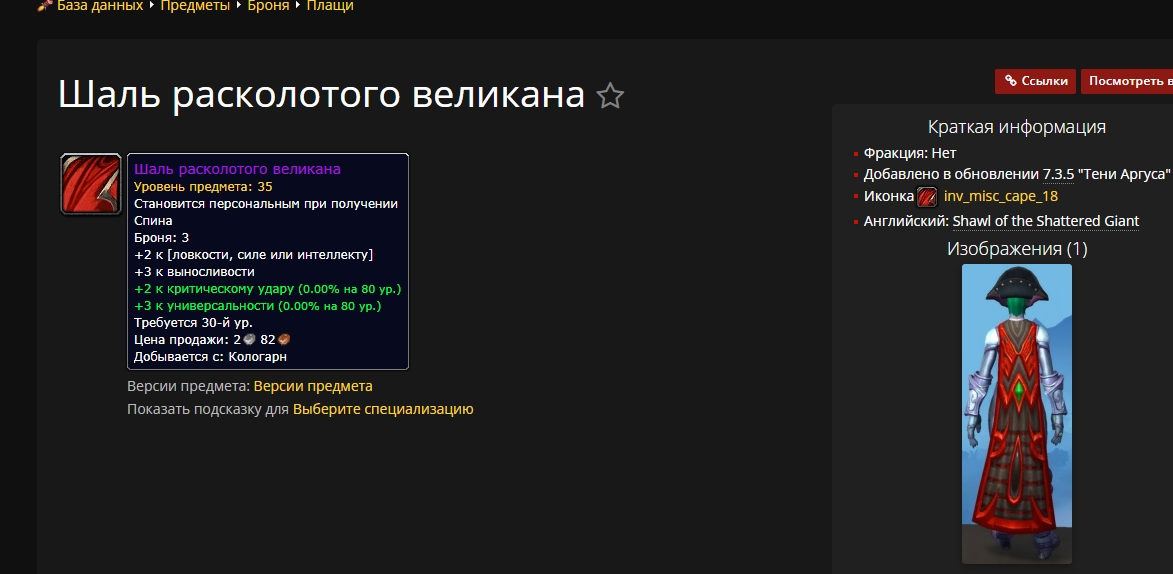 База данных ▸ Предметы ▸ Броня ▸ Плащи
Шаль расколотого великана
Ссылки
Посмотреть в
Шаль расколотого великана
Уровень предмета: 35
Становится персональным при получении
Спина
Броня: 3
+2 к [ловкости, силе или интеллекту]
+3 к выносливости
+2 к критическому удару (0.00% на 80 ур.)
+3 к универсальности (0.00% на 80 ур.)
Требуется 30-й ур.
Цена продажи: 2 82
Добывается с: Кологарн
Версии предмета: Версии предмета
Показать подсказку для Выберите специализацию
Краткая информация
Фракция: Нет
Добавлено в обновлении 7.3.5 "Тени Аргуса"
Иконка inv_misc_cape_18
Английский: Shawl of the Shattered Giant
Изображения (1)